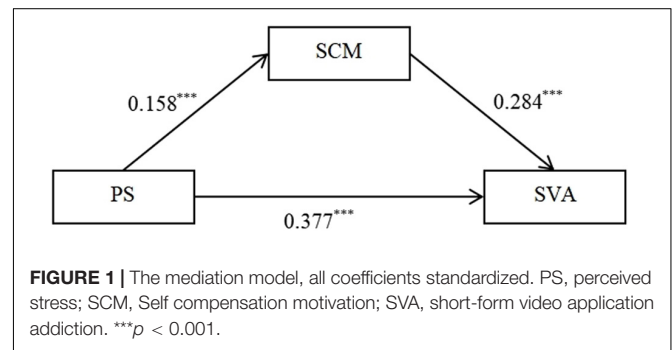 SCM
0.158***
0.284***
PS
SVA
0.377***
FIGURE 1 | The mediation model, all coefficients standardized. PS, perceived
stress; SCM, Self compensation motivation; SVA, short-form video application
addiction. ***p < 0.001.